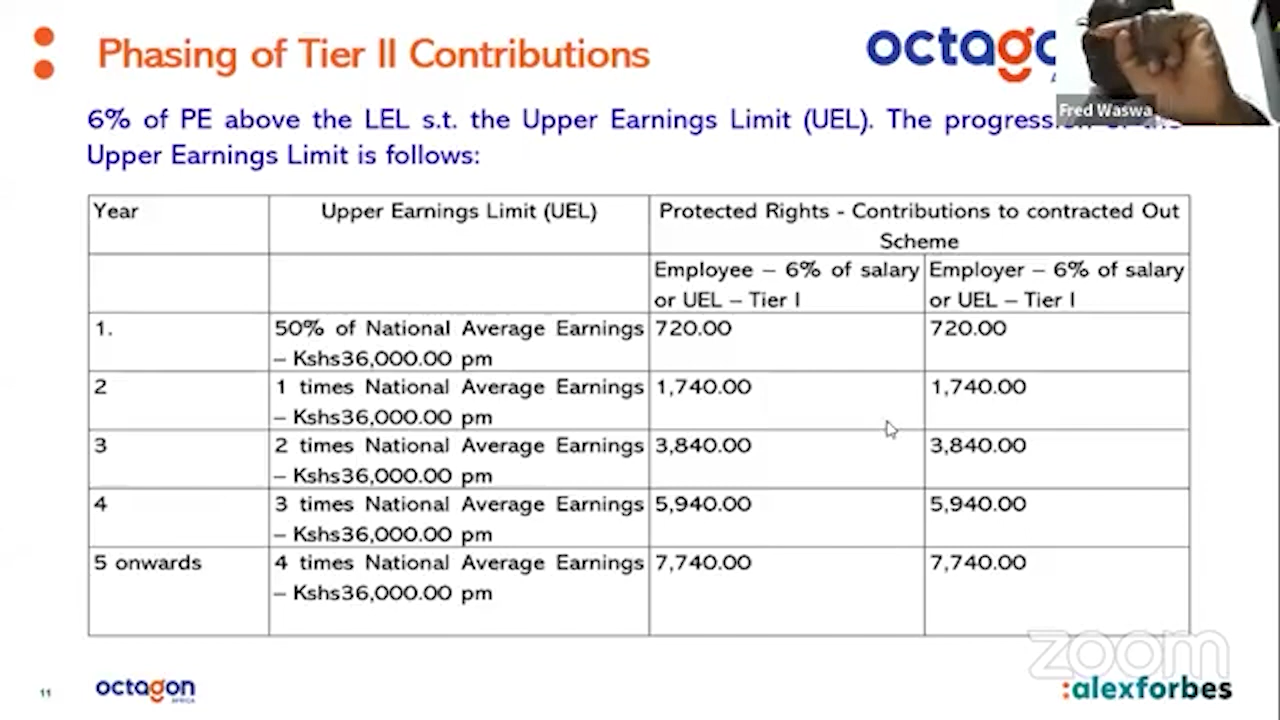 Phasing of Tier II Contributions
octago
Fred Waswa
6% of PE above the LEL s.t. the Upper Earnings Limit (UEL). The
Upper Earnings Limit is follows:
Year Upper Earnings Limit (UEL) Protected Rights - Contributions to contracted Out
Scheme
Employee – 6% of salary Employer – 6% of salary
or UEL – Tier I or UEL – Tier I
1. 50% of National Average Earnings 720.00 720.00
– Kshs36,000.00 pm
2 1 times National Average Earnings 1,740.00 1,740.00
– Kshs36,000.00 pm
3 2 times National Average Earnings 3,840.00 3,840.00
– Kshs36,000.00 pm
4 3 times National Average Earnings 5,940.00 5,940.00
– Kshs36,000.00 pm
5 onwards 4 times National Average Earnings 7,740.00 7,740.00
– Kshs36,000.00 pm
zoom
11 octagon :alexforbes
AFRICA